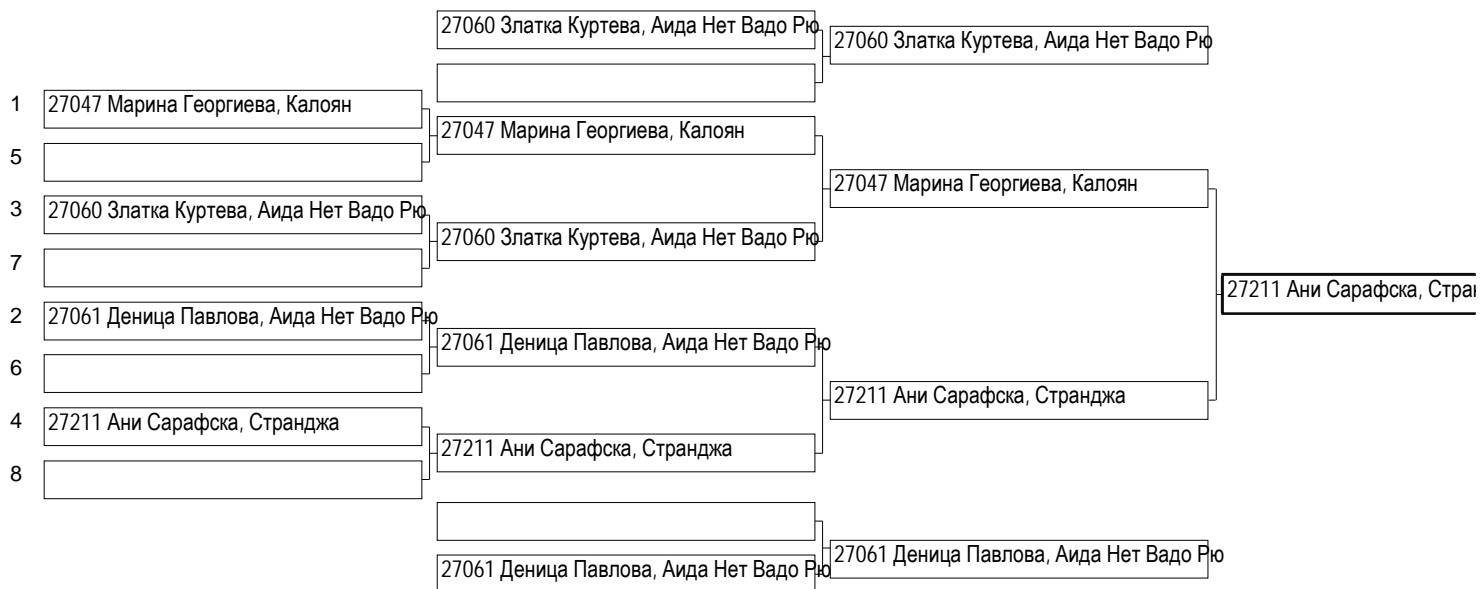 27060 Златка Куртева, Аида Нет Вадо Рю
27060 Златка Куртева, Аида Нет Вадо Рю
1 27047 Марина Георгиева, Калоян
27047 Марина Георгиева, Калоян
5
27047 Марина Георгиева, Калоян
3 27060 Златка Куртева, Аида Нет Вадо Рю
27060 Златка Куртева, Аида Нет Вадо Рю
7
27211 Ани Сарафска, Стран
2 27061 Деница Павлова, Аида Нет Вадо Рю
27061 Деница Павлова, Аида Нет Вадо Рю
6
27211 Ани Сарафска, Странджа
4 27211 Ани Сарафска, Странджа
27211 Ани Сарафска, Странджа
8
27061 Деница Павлова, Аида Нет Вадо Рю
27061 Деница Павлова, Аида Нет Вадо Рю